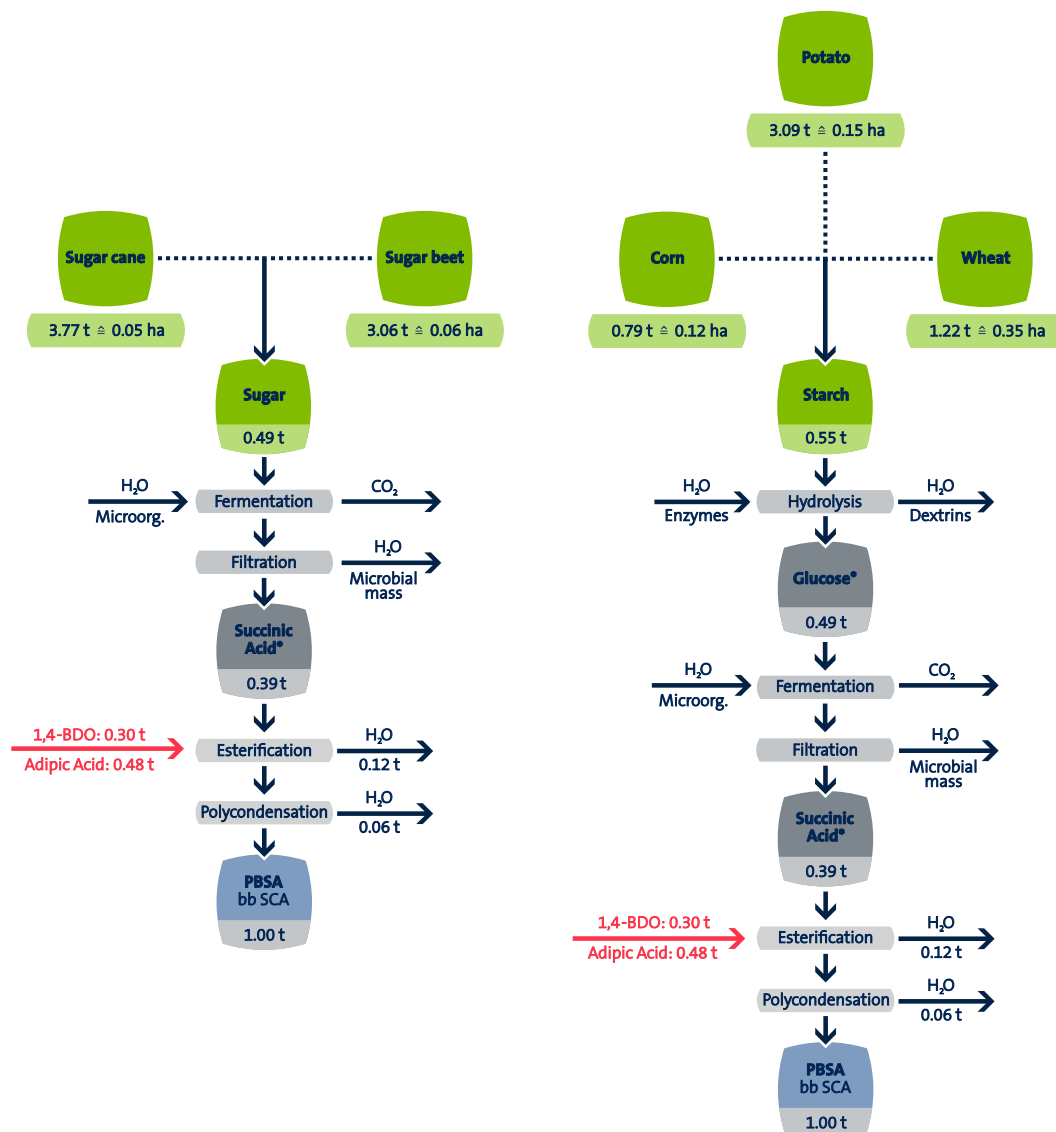 Sugar cane
3.77 t ≙ 0.05 ha
Sugar beet
3.06 t ≙ 0.06 ha
Sugar
0.49 t
H₂O
Microorg.
Fermentation
CO₂
Filtration
H₂O
Microbial
mass
Succinic
Acid•
0.39 t
1,4-BDO: 0.30 t
Adipic Acid: 0.48 t
Esterification
H₂O
0.12 t
Polycondensation
H₂O
0.06 t
PBSA
bb SCA
1.00 t
Potato
3.09 t ≙ 0.15 ha
Corn
0.79 t ≙ 0.12 ha
Wheat
1.22 t ≙ 0.35 ha
Starch
0.55 t
H₂O
Enzymes
Hydrolysis
H₂O
Dextrins
Glucose•
0.49 t
H₂O
Microorg.
Fermentation
CO₂
Filtration
H₂O
Microbial
mass
Succinic
Acid•
0.39 t
1,4-BDO: 0.30 t
Adipic Acid: 0.48 t
Esterification
H₂O
0.12 t
Polycondensation
H₂O
0.06 t
PBSA
bb SCA
1.00 t